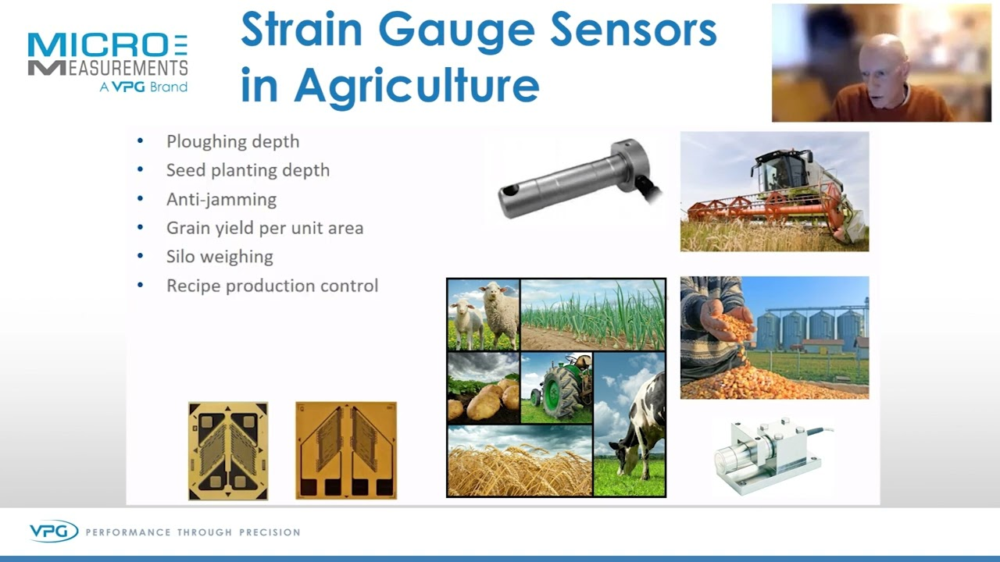 MICRO
MEASUREMENTS
A VPG Brand
Strain Gauge Sensors
in Agriculture
• Ploughing depth
• Seed planting depth
• Anti-jamming
• Grain yield per unit area
• Silo weighing
• Recipe production control
VPG PERFORMANCE THROUGH PRECISION